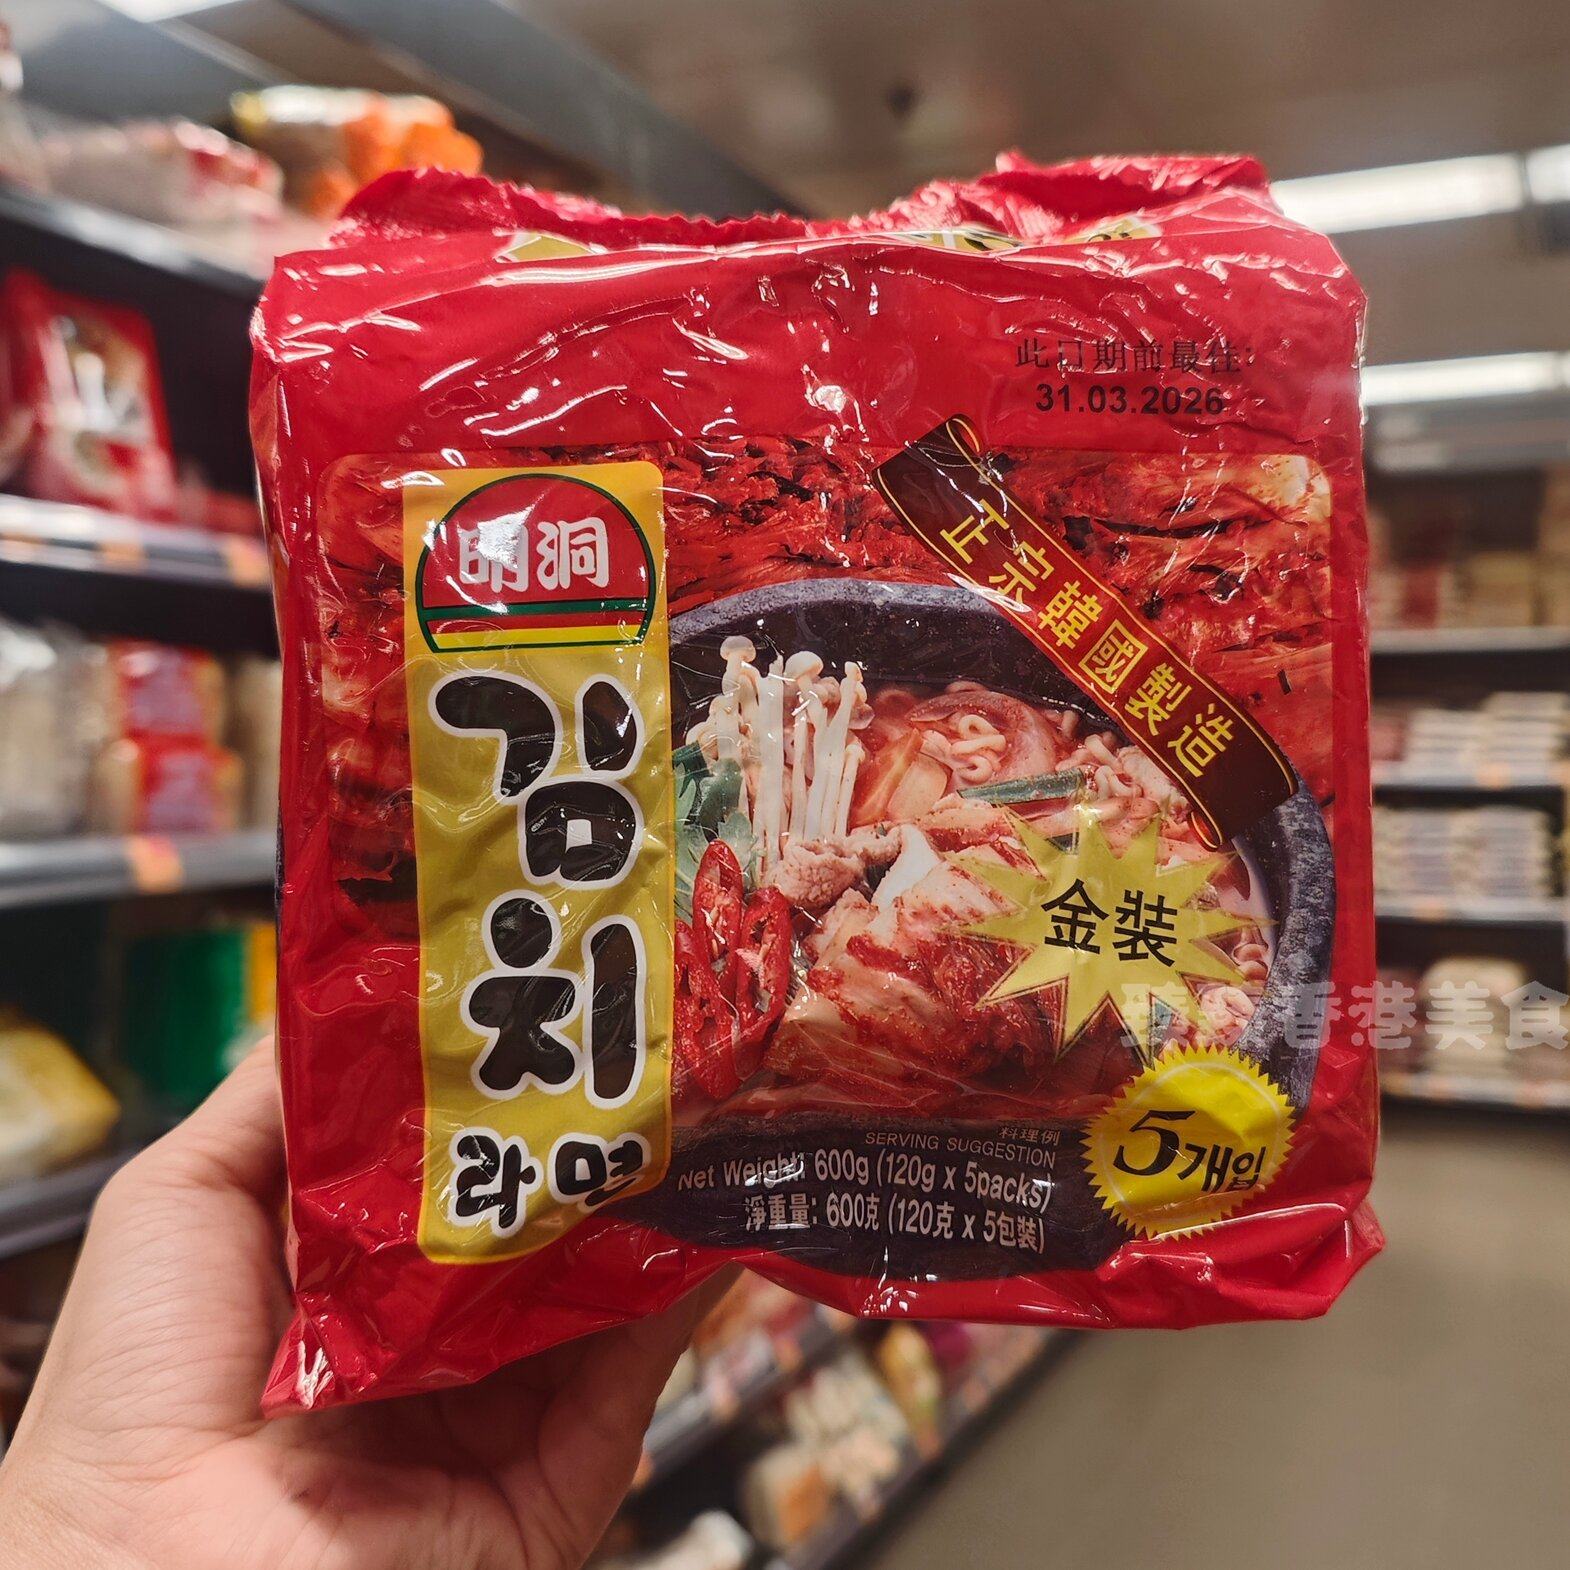 此日期前最佳:
31.03.2026
明洞
正宗韓國製造
김치
라면
金裝
香港美食
5개입
料理例
SERVING SUGGESTION
Net Weight: 600g (120g x 5packs)
淨重量: 600克 (120克 x 5包裝)